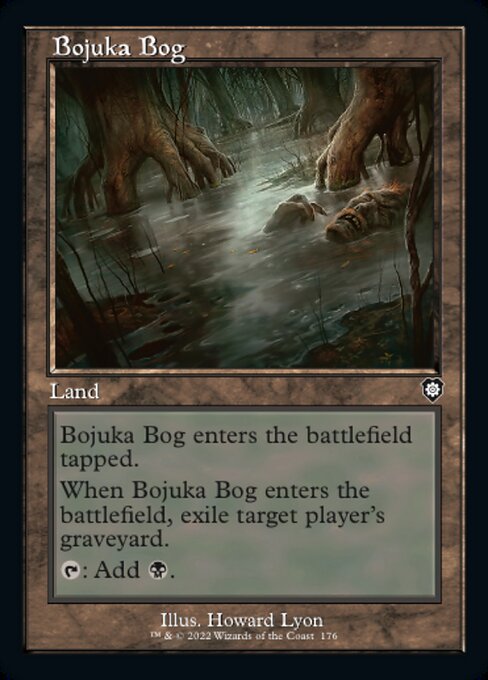 Bojuka Bog
Land
Bojuka Bog enters the battlefield
tapped.
When Bojuka Bog enters the
battlefield, exile target player's
graveyard.
: Add .
Illus. Howard Lyon
™ & © 2022 Wizards of the Coast 176